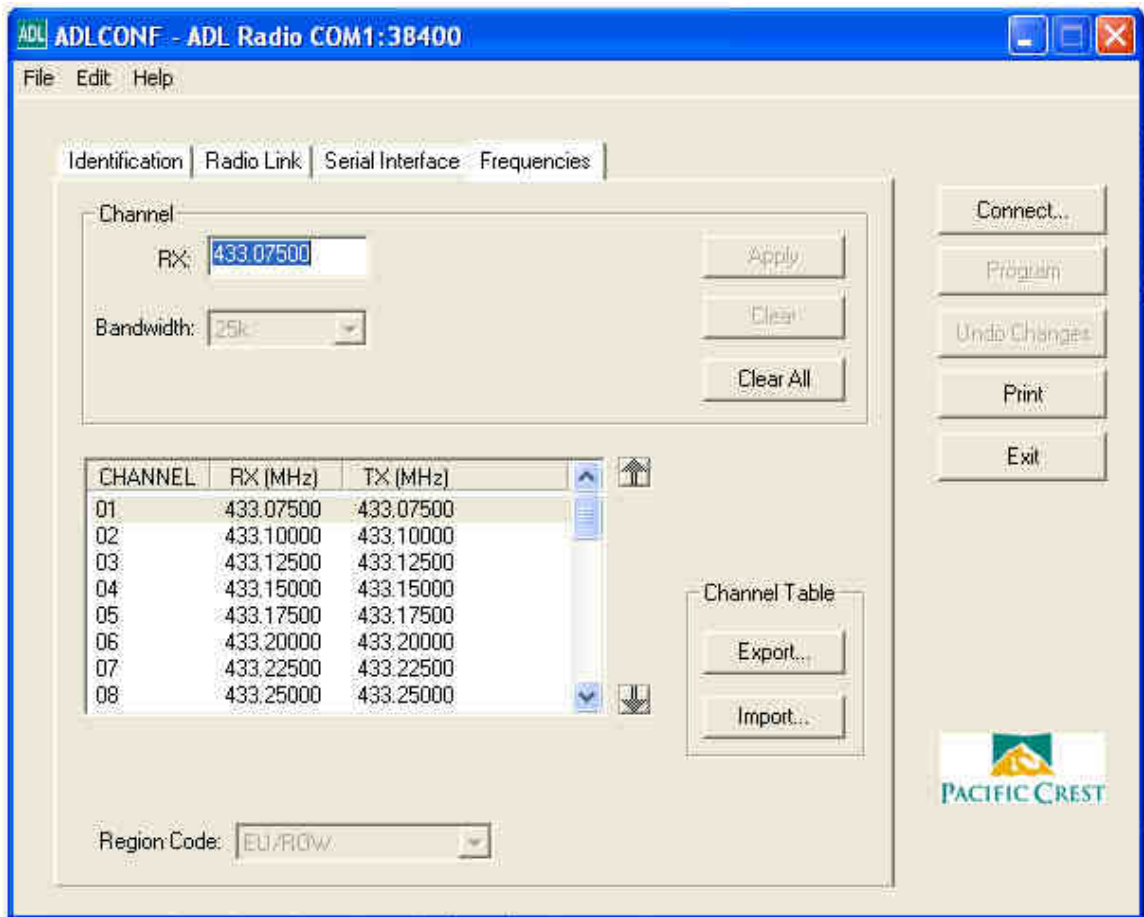 ADL ADLCONF - ADL Radio COM1:38400
File Edit Help
Identification Radio Link Serial Interface Frequencies
Channel
RX: 433.07500
Bandwidth: 25k
Apply
Clear
Clear All
Connect...
Program
Undo Changes
Print
Exit
CHANNEL RX (MHz) TX (MHz)
01 433.07500 433.07500
02 433.10000 433.10000
03 433.12500 433.12500
04 433.15000 433.15000
05 433.17500 433.17500
06 433.20000 433.20000
07 433.22500 433.22500
08 433.25000 433.25000
Channel Table
Export...
Import...
PACIFIC CREST
Region Code: EU/ROW